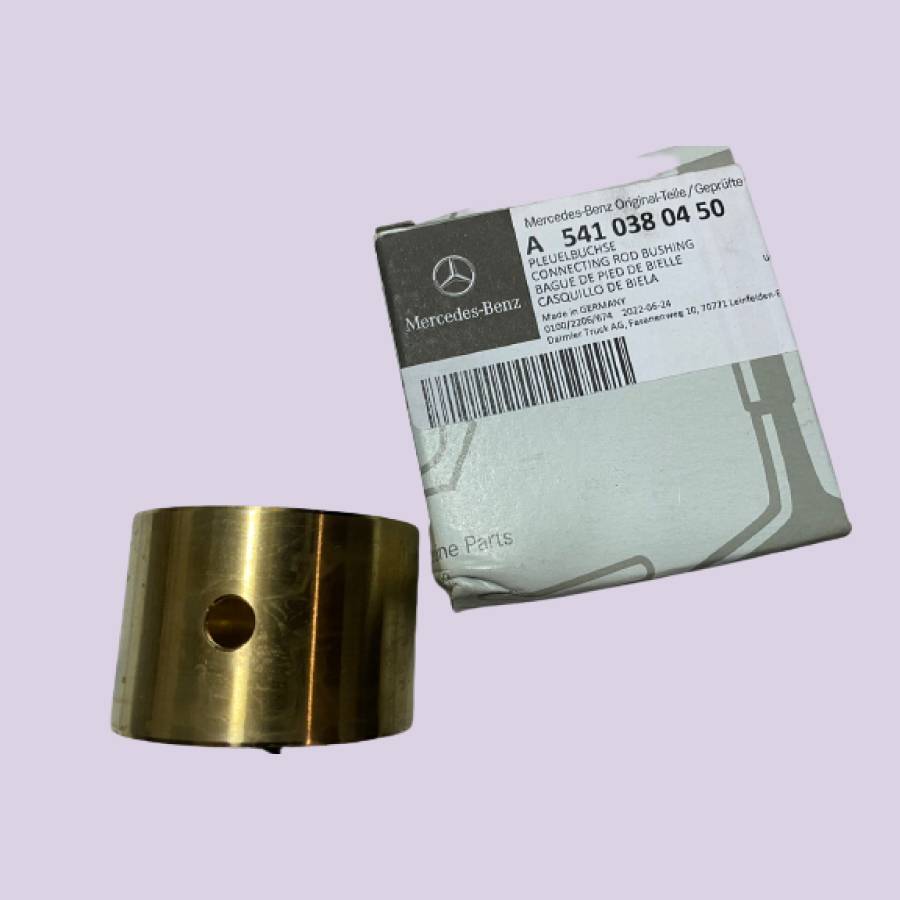 Mercedes-Benz
Mercedes-Benz Original-Teile / Geprüfte
A 541 038 04 50
PLEUELBUCHSE
CONNECTING ROD BUSHING
BAGUE DE PIED DE BIELLE
CASQUILLO DE BIELA
Made in GERMANY
0100/2206/674 2022-06-24
Daimler Truck AG, Fasanenweg 10, 70771 Leinfelden-E
ine Parts